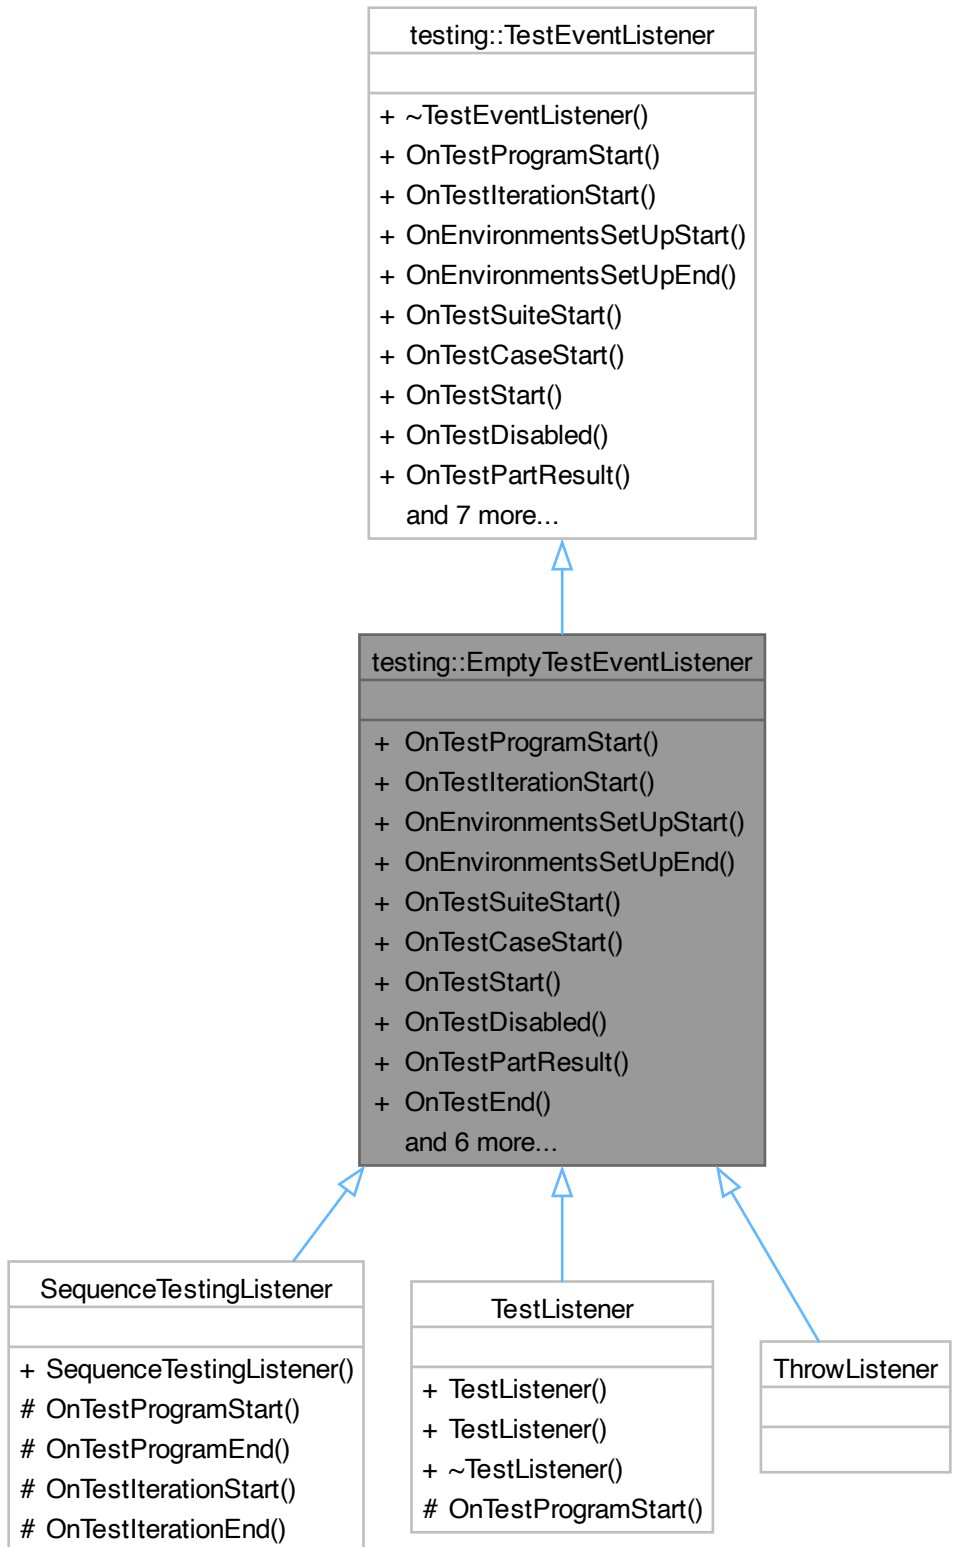 testing::TestEventListener
+ ~TestEventListener()
+ OnTestProgramStart()
+ OnTestIterationStart()
+ OnEnvironmentsSetUpStart()
+ OnEnvironmentsSetUpEnd()
+ OnTestSuiteStart()
+ OnTestCaseStart()
+ OnTestStart()
+ OnTestDisabled()
+ OnTestPartResult()
and 7 more...
testing::EmptyTestEventListener
+ OnTestProgramStart()
+ OnTestIterationStart()
+ OnEnvironmentsSetUpStart()
+ OnEnvironmentsSetUpEnd()
+ OnTestSuiteStart()
+ OnTestCaseStart()
+ OnTestStart()
+ OnTestDisabled()
+ OnTestPartResult()
+ OnTestEnd()
and 6 more...
SequenceTestingListener
+ SequenceTestingListener()
# OnTestProgramStart()
# OnTestProgramEnd()
# OnTestIterationStart()
# OnTestIterationEnd()
TestListener
+ TestListener()
+ TestListener()
+ ~TestListener()
# OnTestProgramStart()
ThrowListener